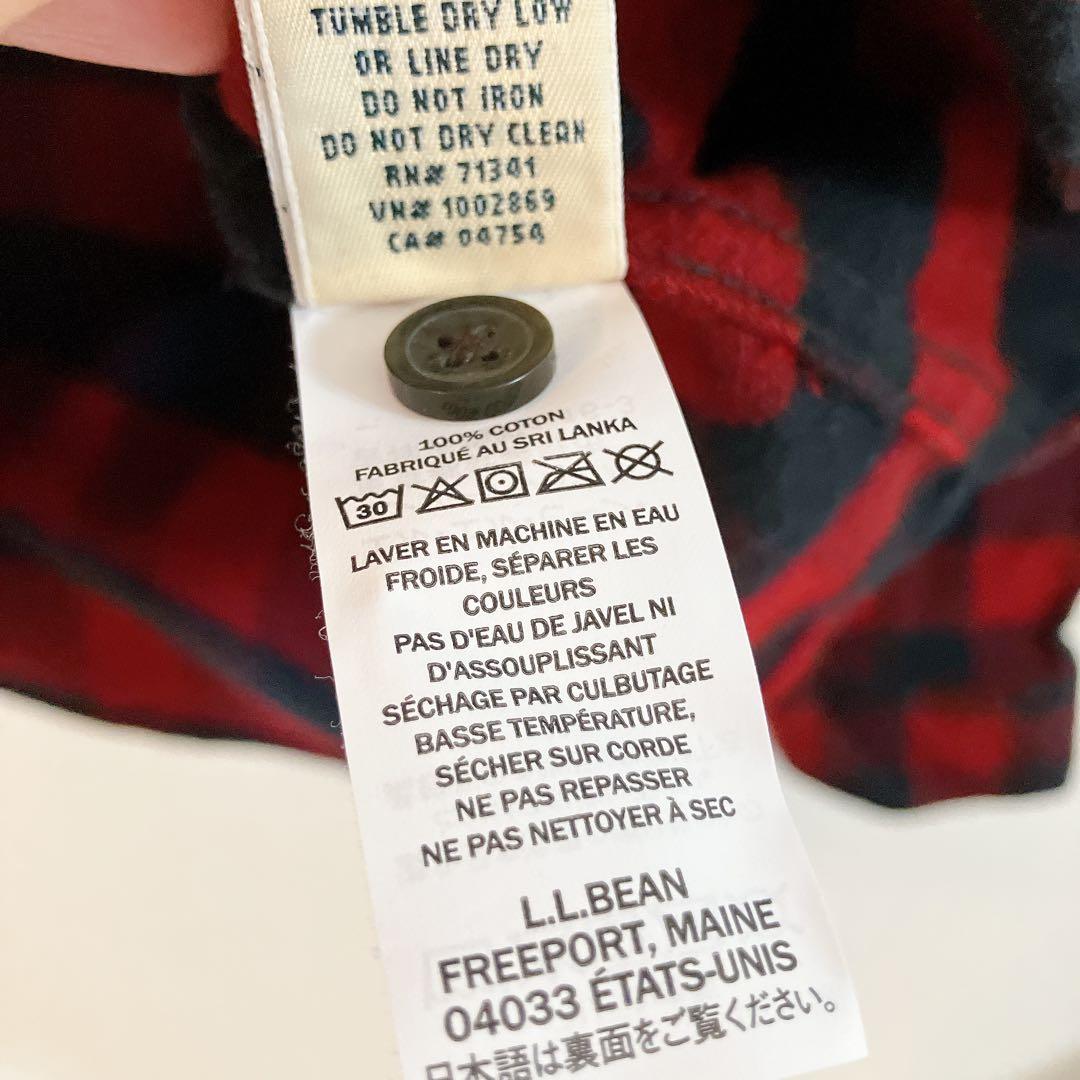 TUMBLE DRY LOW
OR LINE DRY
DO NOT IRON
DO NOT DRY CLEAN
RN# 71341
VN# 1002869
CA# 04754
100% COTON
FABRIQUÉ AU SRI LANKA
30
LAVER EN MACHINE EN EAU
FROIDE, SÉPARER LES
COULEURS
PAS D'EAU DE JAVEL NI
D'ASSOUPLISSANT
SÉCHAGE PAR CULBUTAGE
BASSE TEMPÉRATURE,
SÉCHER SUR CORDE
NE PAS REPASSER
NE PAS NETTOYER À SEC
L.L.BEAN
FREEPORT, MAINE
04033 ÉTATS-UNIS
日本語は裏面をご覧ください。